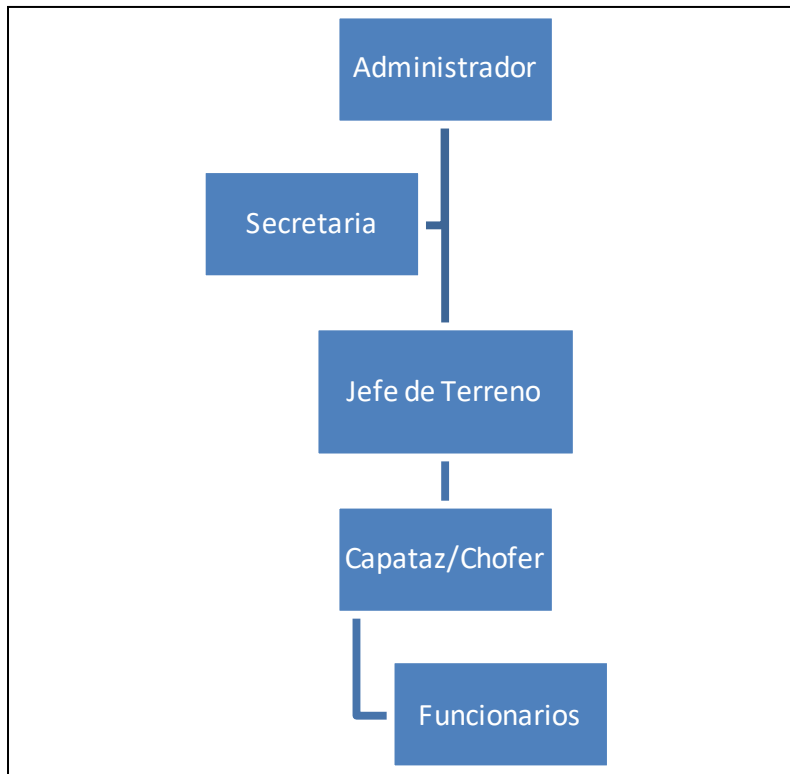 Administrador
Secretaria
Jefe de Terreno
Capataz/Chofer
Funcionarios